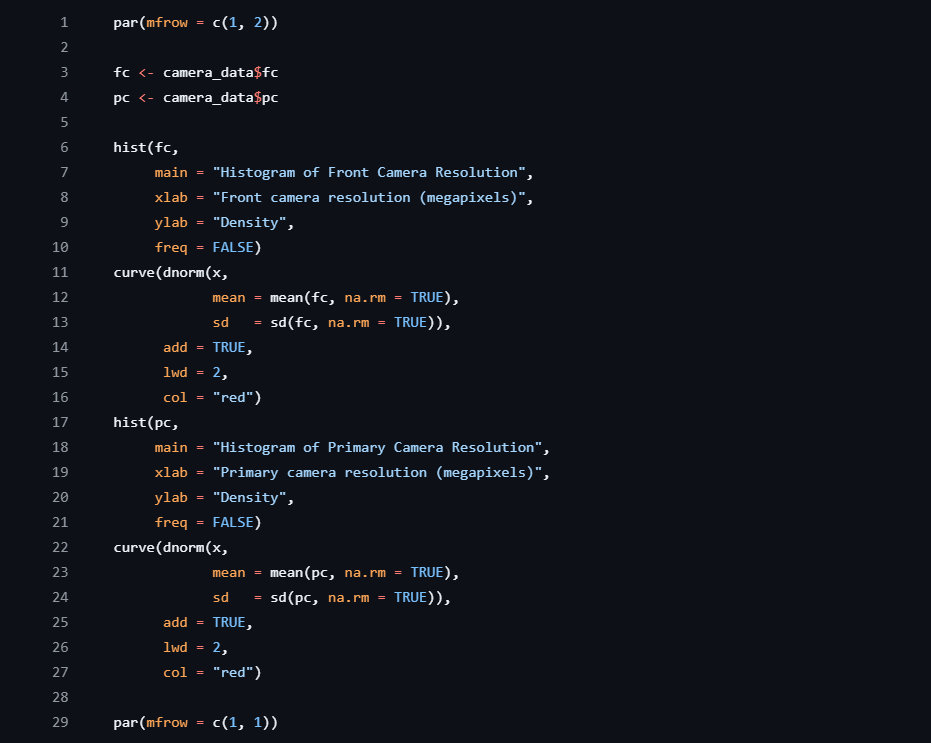 1 par(mfrow = c(1, 2))
2
3 fc <- camera_data$fc
4 pc <- camera_data$pc
5
6 hist(fc,
7      main = "Histogram of Front Camera Resolution",
8      xlab = "Front camera resolution (megapixels)",
9      ylab = "Density",
10      freq = FALSE)
11 curve(dnorm(x,
12             mean = mean(fc, na.rm = TRUE),
13             sd   = sd(fc, na.rm = TRUE)),
14       add = TRUE,
15       lwd = 2,
16       col = "red")
17 hist(pc,
18      main = "Histogram of Primary Camera Resolution",
19      xlab = "Primary camera resolution (megapixels)",
20      ylab = "Density",
21      freq = FALSE)
22 curve(dnorm(x,
23             mean = mean(pc, na.rm = TRUE),
24             sd   = sd(pc, na.rm = TRUE)),
25       add = TRUE,
26       lwd = 2,
27       col = "red")
28
29 par(mfrow = c(1, 1))